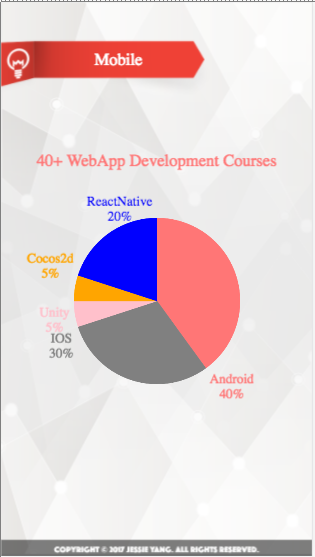 Mobile
40+ WebApp Development Courses
ReactNative
20%
Cocos2d
5%
Unity
5%
IOS
30%
Android
40%
COPYRIGHT © 2017 JESSIE YANG. ALL RIGHTS RESERVED.